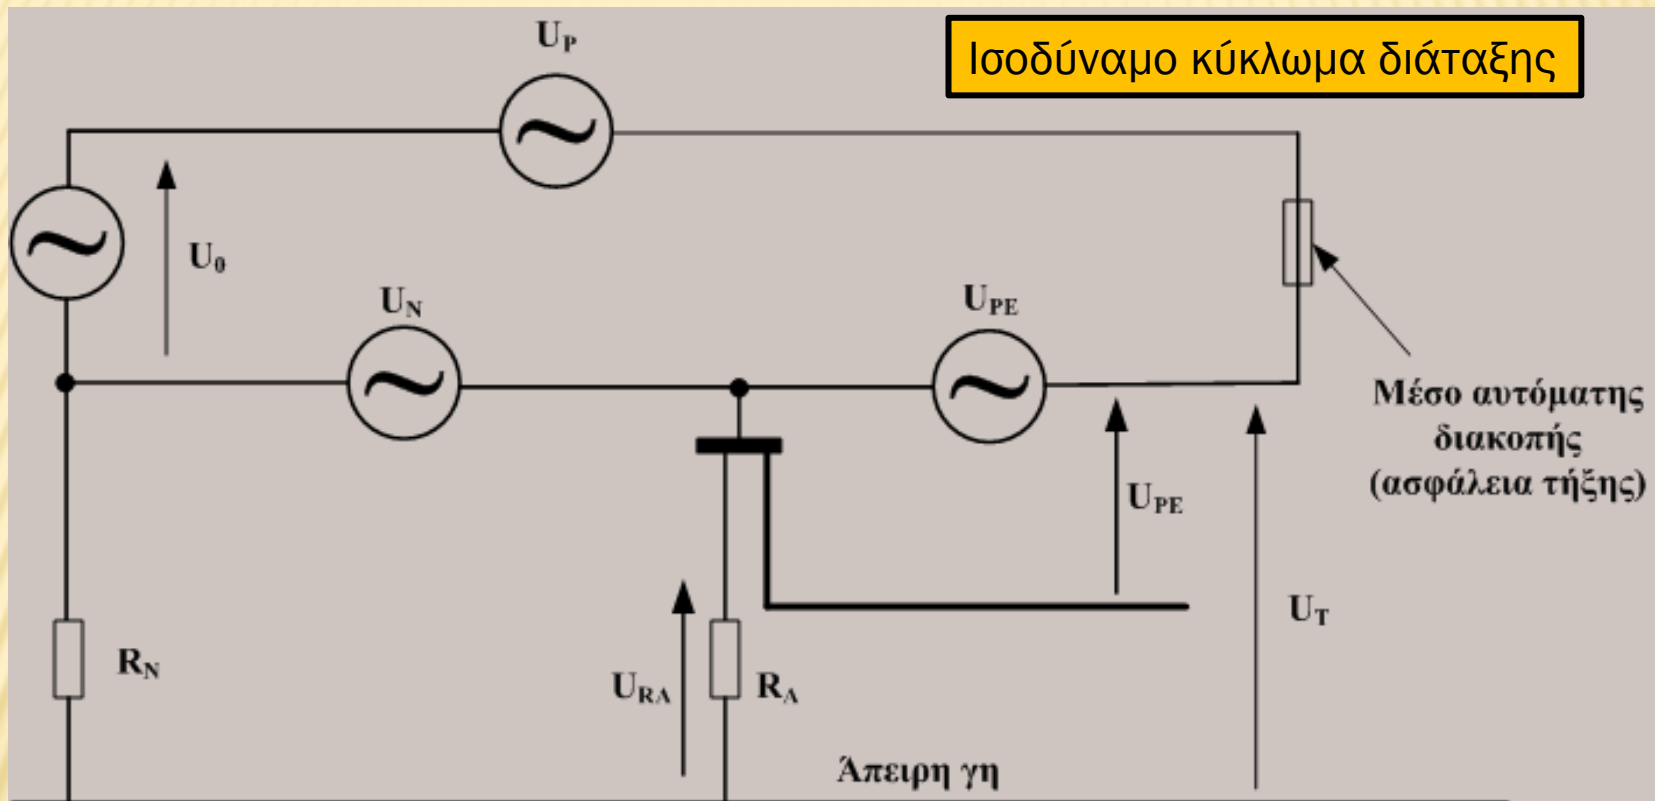 U_P
Ισοδύναμο κύκλωμα διάταξης
U_0
U_N
U_PE
Μέσο αυτόματης
διακοπής
(ασφάλεια τήξης)
U_PE
U_T
R_N
U_RA
R_A
Άπειρη γη